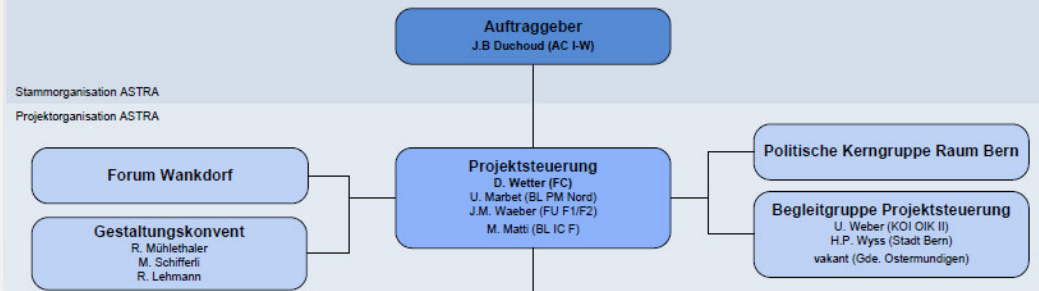 Auftraggeber
J.B Duchoud (AC I-W)
Stammorganisation ASTRA
Projektorganisation ASTRA
Forum Wankdorf
Gestaltungskonvent
R. Mühlethaler
M. Schifferli
R. Lehmann
Projektsteuerung
D. Wetter (FC)
U. Marbet (BL PM Nord)
J.M. Waeber (FU F1/F2)
M. Matti (BL IC F)
Politische Kerngruppe Raum Bern
Begleitgruppe Projektsteuerung
U. Weber (KOI OIK II)
H.P. Wyss (Stadt Bern)
vakant (Gde. Ostermundigen)